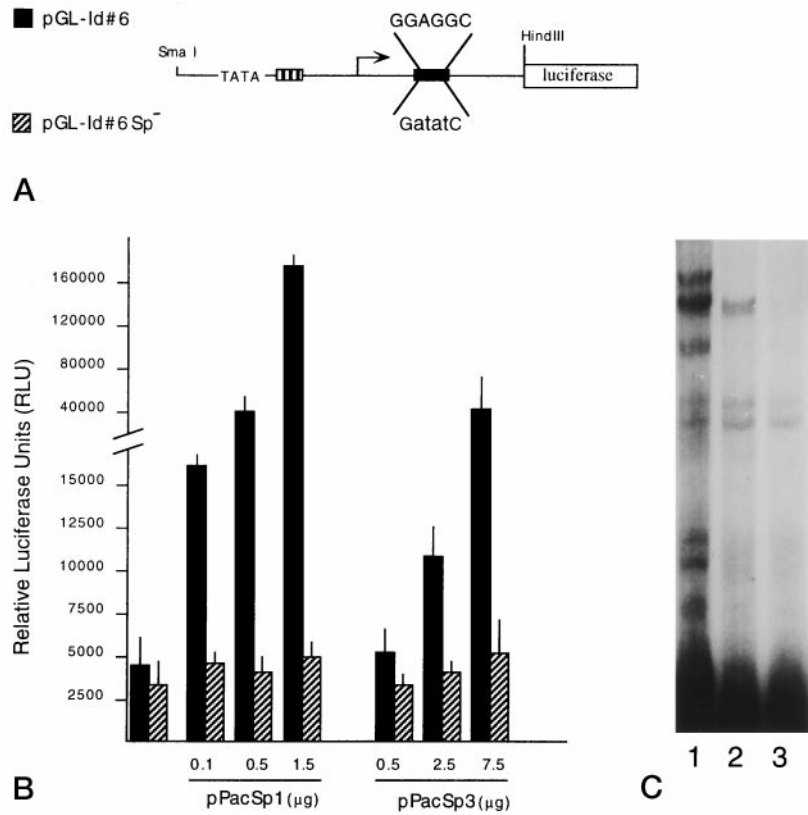 pGL-Id#6
GGAGGC
Sma I
HindIII
TATA
luciferase
pGL-Id#6Sp⁻
GatatC
A
Relative Luciferase Units (RLU)
160000
120000
80000
40000
15000
12500
10000
7500
5000
2500
0.1 0.5 1.5 0.5 2.5 7.5
pPacSp1(μg) pPacSp3(μg)
B
1 2 3
C